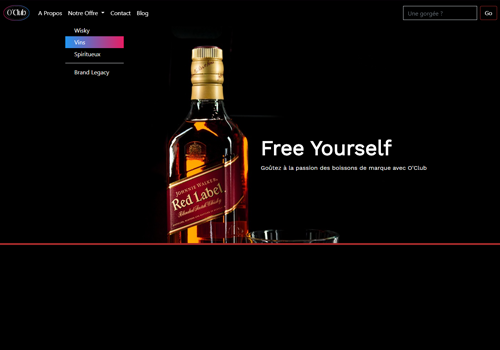 O'Club
A Propos
Notre Offre
Contact
Blog
Une gorgée ?
Go
Wisky
Vins
Spiritueux
Brand Legacy
Free Yourself
Goûtez à la passion des boissons de marque avec O'Club
JOHNNIE WALKER
Red Label
Blended Scotch Whisky